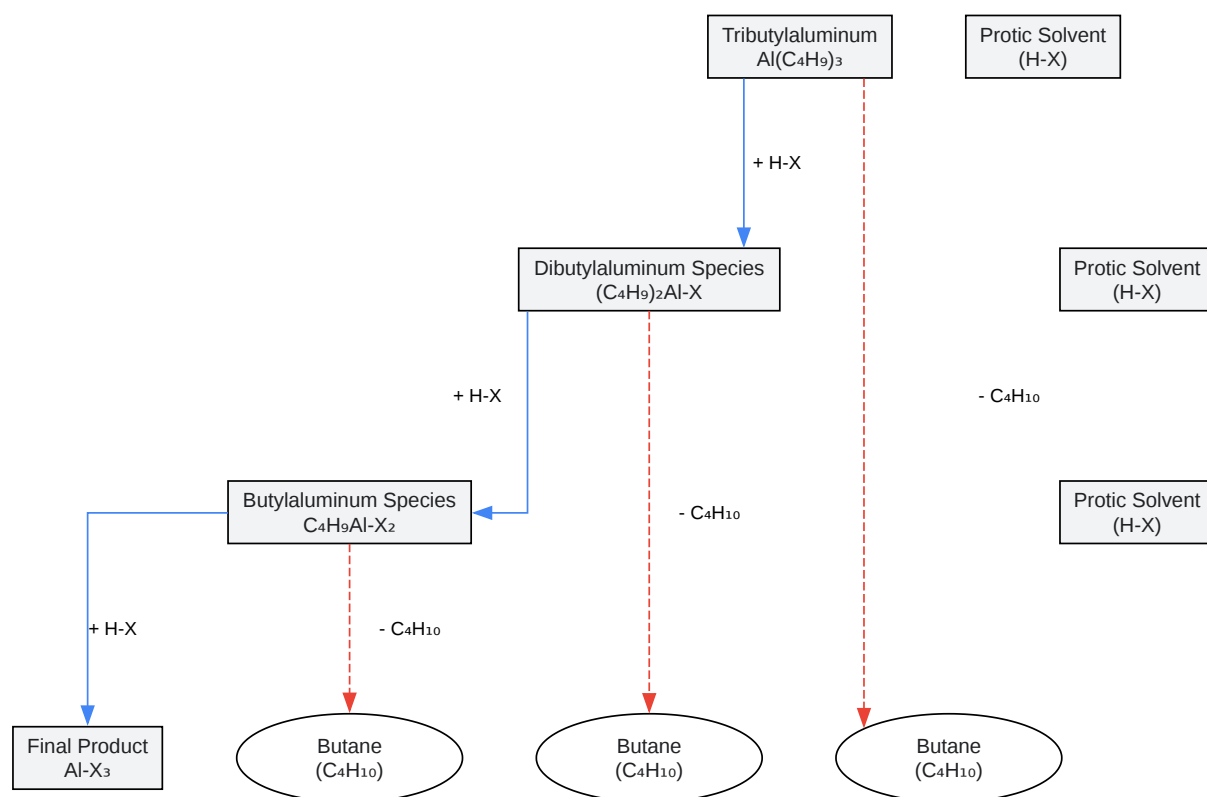 Tributylaluminum
Al(C₄H₉)₃
Protic Solvent
(H-X)
+ H-X
Dibutylaluminum Species
(C₄H₉)₂Al-X
Protic Solvent
(H-X)
+ H-X
- C₄H₁₀
Butylaluminum Species
C₄H₉Al-X₂
- C₄H₁₀
Protic Solvent
(H-X)
+ H-X
- C₄H₁₀
Final Product
Al-X₃
Butane
(C₄H₁₀)
Butane
(C₄H₁₀)
Butane
(C₄H₁₀)